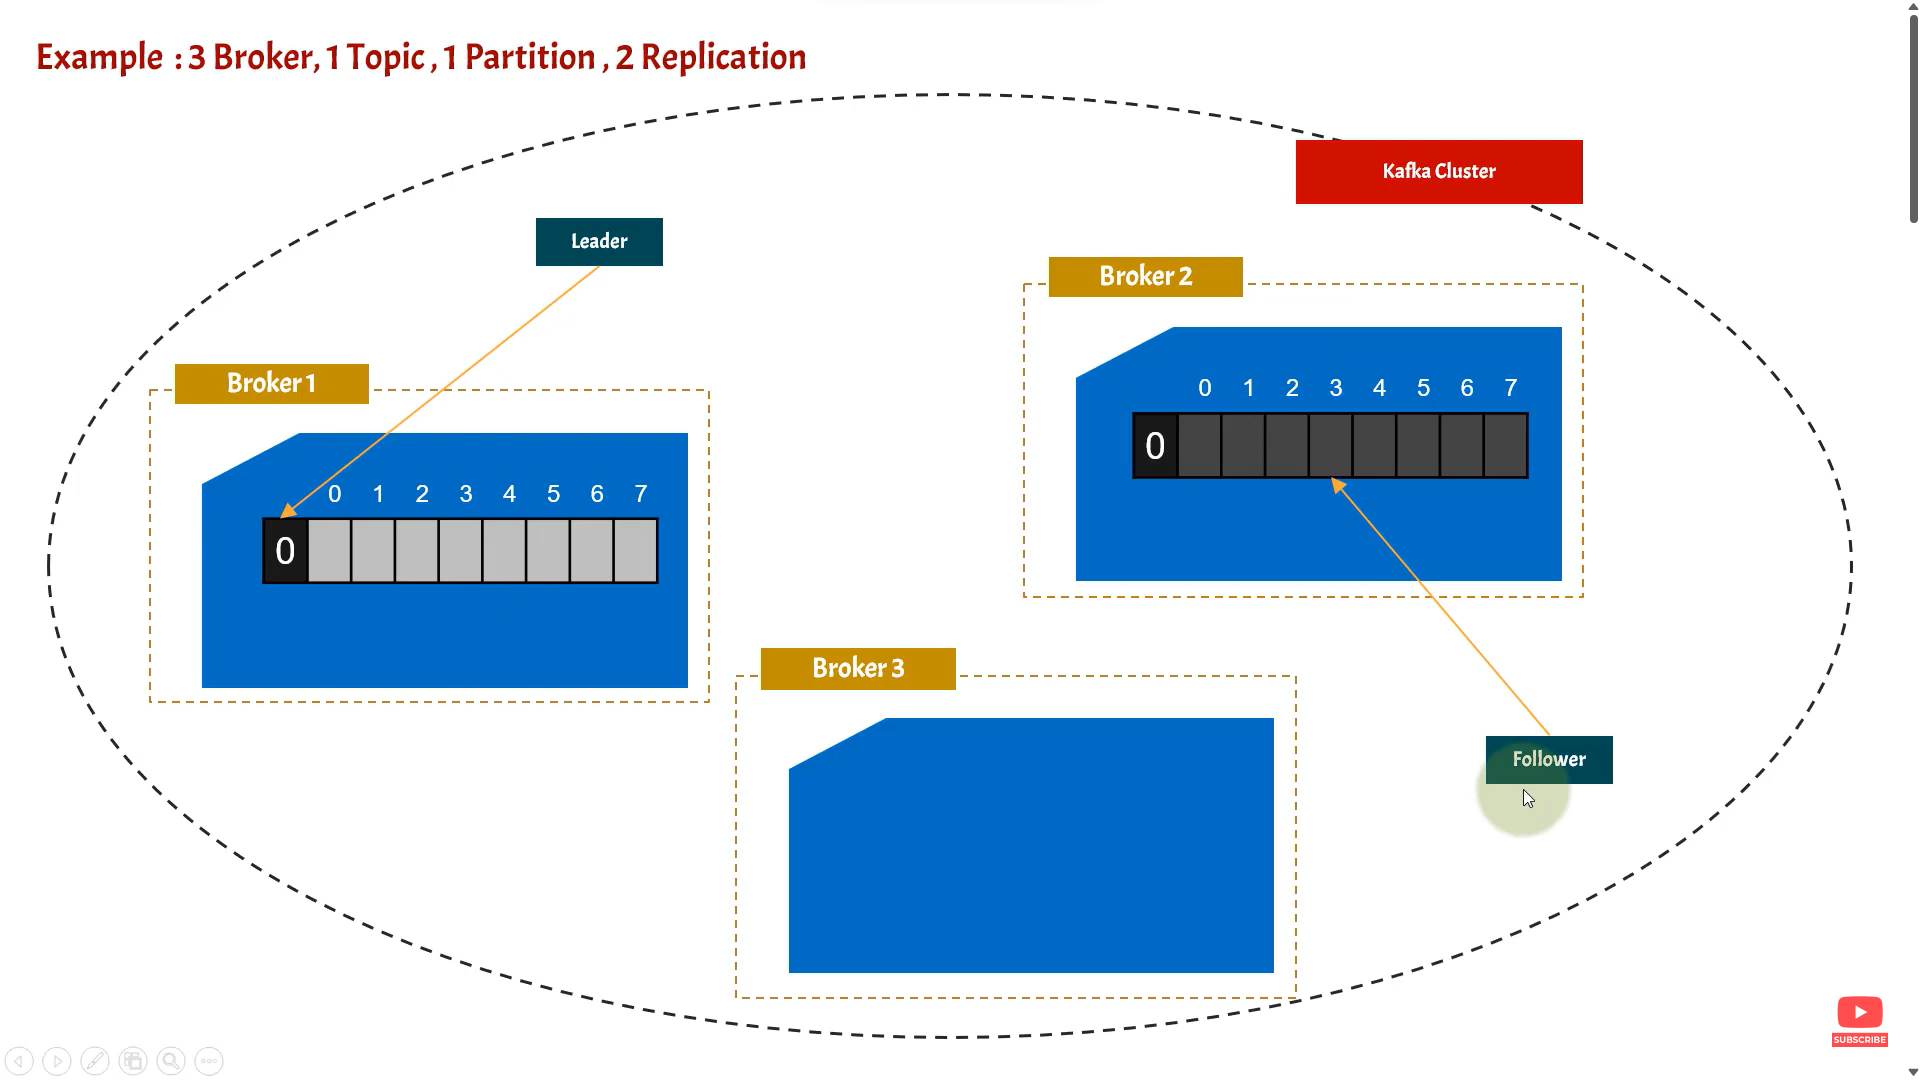 Example : 3 Broker, 1 Topic , 1 Partition , 2 Replication
Kafka Cluster
Leader
Broker 2
0 1 2 3 4 5 6 7
0
Broker 1
0 1 2 3 4 5 6 7
0
Broker 3
Follower
SUBSCRIBE